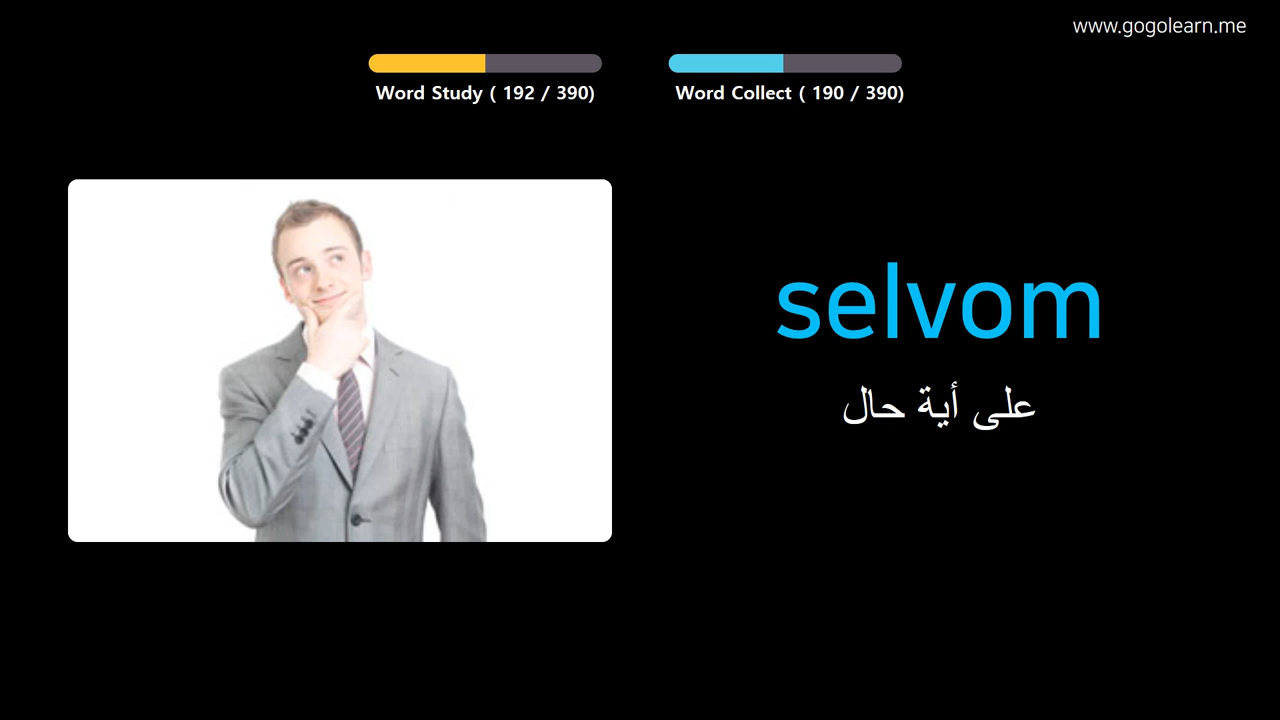 www.gogolearn.me
Word Study ( 192 / 390)
Word Collect ( 190 / 390)
selvom
على أية حال